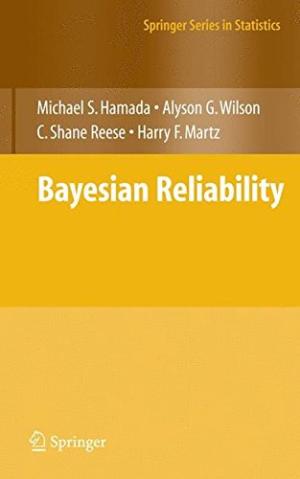 Springer Series in Statistics
Michael S. Hamada • Alyson G. Wilson
C. Shane Reese • Harry F. Martz
Bayesian Reliability
Springer